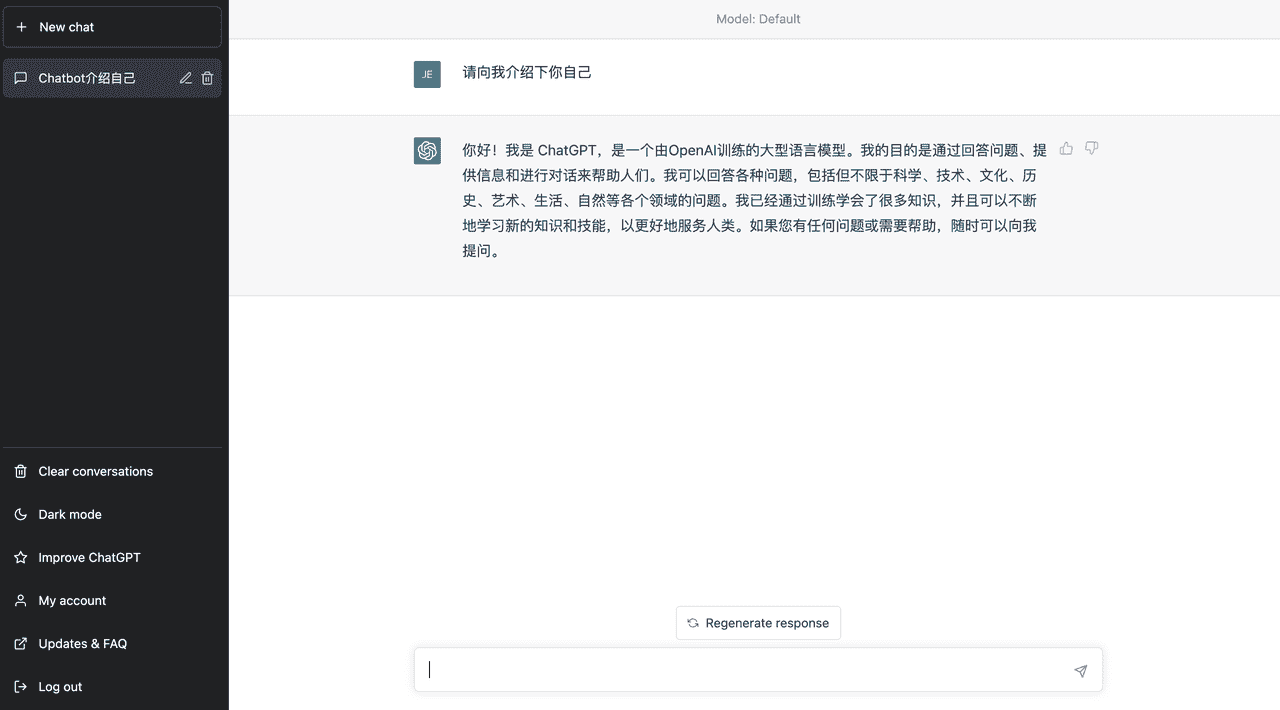 New chat
Chatbot介绍自己
Clear conversations
Dark mode
Improve ChatGPT
My account
Updates & FAQ
Log out
Model: Default
JE
请向我介绍下你自己
你好！我是 ChatGPT，是一个由OpenAI训练的大型语言模型。我的目的是通过回答问题、提
供信息和进行对话来帮助人们。我可以回答各种问题，包括但不限于科学、技术、文化、历
史、艺术、生活、自然等各个领域的问题。我已经通过训练学会了很多知识，并且可以不断
地学习新的知识和技能，以更好地服务人类。如果您有任何问题或需要帮助，随时可以向我
提问。
Regenerate response